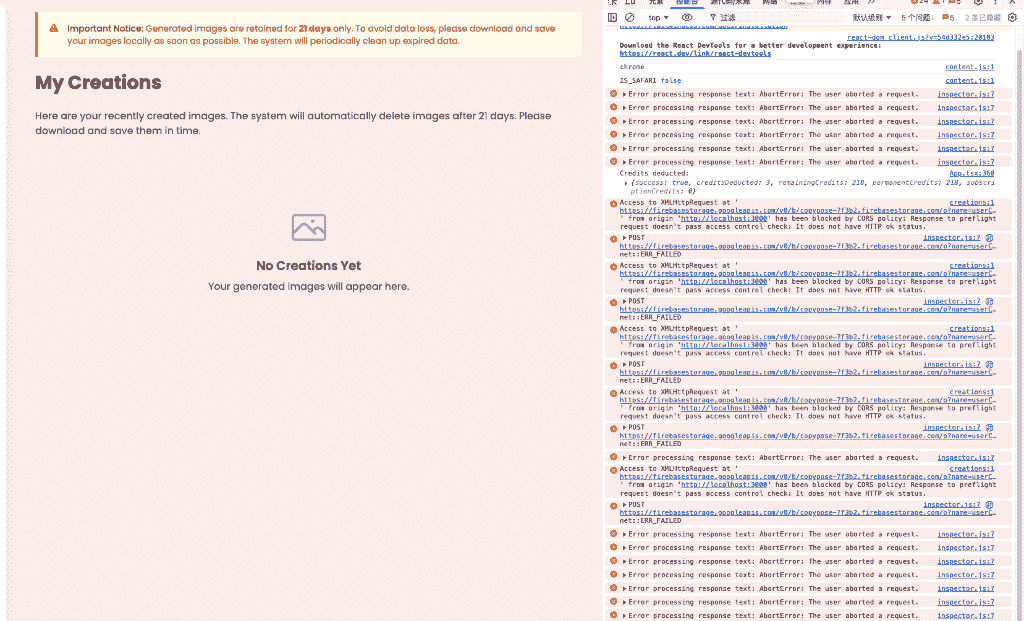 Important Notice: Generated images are retained for 21 days only. To avoid data loss, please download and save
your images locally as soon as possible. The system will periodically clean up expired data.
My Creations
Here are your recently created images. The system will automatically delete images after 21 days. Please
download and save them in time.
No Creations Yet
Your generated images will appear here.
元素
控制台
源代码/来源
网络
内存
应用
top
过滤
默认级别
5 个问题:
5
2 条已隐藏
react-dom_client.js?v=54d332e5:20103
Download the React DevTools for a better development experience:
https://react.dev/link/react-devtools
chrome content.js:1
IS_SAFARI false content.js:1
Error processing response text: AbortError: The user aborted a request. inspector.js:7
Error processing response text: AbortError: The user aborted a request. inspector.js:7
Error processing response text: AbortError: The user aborted a request. inspector.js:7
Error processing response text: AbortError: The user aborted a request. inspector.js:7
Error processing response text: AbortError: The user aborted a request. inspector.js:7
Error processing response text: AbortError: The user aborted a request. inspector.js:7
Credits deducted: App.tsx:360
{success: true, creditsDeducted: 3, remainingCredits: 218, permanentCredits: 218, subscri
ptionCredits: 0}
Access to XMLHttpRequest at ' creations:1
https://firebasestorage.googleapis.com/v0/b/copypose-7f3b2.firebasestorage.com/o?name=userC…
' from origin 'http://localhost:3000' has been blocked by CORS policy: Response to preflight
request doesn't pass access control check: It does not have HTTP ok status.
POST inspector.js:7
https://firebasestorage.googleapis.com/v0/b/copypose-7f3b2.firebasestorage.com/o?name=userC…
net::ERR_FAILED
Access to XMLHttpRequest at ' creations:1
https://firebasestorage.googleapis.com/v0/b/copypose-7f3b2.firebasestorage.com/o?name=userC…
' from origin 'http://localhost:3000' has been blocked by CORS policy: Response to preflight
request doesn't pass access control check: It does not have HTTP ok status.
POST inspector.js:7
https://firebasestorage.googleapis.com/v0/b/copypose-7f3b2.firebasestorage.com/o?name=userC…
net::ERR_FAILED
Access to XMLHttpRequest at ' creations:1
https://firebasestorage.googleapis.com/v0/b/copypose-7f3b2.firebasestorage.com/o?name=userC…
' from origin 'http://localhost:3000' has been blocked by CORS policy: Response to preflight
request doesn't pass access control check: It does not have HTTP ok status.
POST inspector.js:7
https://firebasestorage.googleapis.com/v0/b/copypose-7f3b2.firebasestorage.com/o?name=userC…
net::ERR_FAILED
Access to XMLHttpRequest at ' creations:1
https://firebasestorage.googleapis.com/v0/b/copypose-7f3b2.firebasestorage.com/o?name=userC…
' from origin 'http://localhost:3000' has been blocked by CORS policy: Response to preflight
request doesn't pass access control check: It does not have HTTP ok status.
POST inspector.js:7
https://firebasestorage.googleapis.com/v0/b/copypose-7f3b2.firebasestorage.com/o?name=userC…
net::ERR_FAILED
Error processing response text: AbortError: The user aborted a request. inspector.js:7
Access to XMLHttpRequest at ' creations:1
https://firebasestorage.googleapis.com/v0/b/copypose-7f3b2.firebasestorage.com/o?name=userC…
' from origin 'http://localhost:3000' has been blocked by CORS policy: Response to preflight
request doesn't pass access control check: It does not have HTTP ok status.
POST inspector.js:7
https://firebasestorage.googleapis.com/v0/b/copypose-7f3b2.firebasestorage.com/o?name=userC…
net::ERR_FAILED
Error processing response text: AbortError: The user aborted a request. inspector.js:7
Error processing response text: AbortError: The user aborted a request. inspector.js:7
Error processing response text: AbortError: The user aborted a request. inspector.js:7
Error processing response text: AbortError: The user aborted a request. inspector.js:7
Error processing response text: AbortError: The user aborted a request. inspector.js:7
Error processing response text: AbortError: The user aborted a request. inspector.js:7
Error processing response text: AbortError: The user aborted a request. inspector.js:7